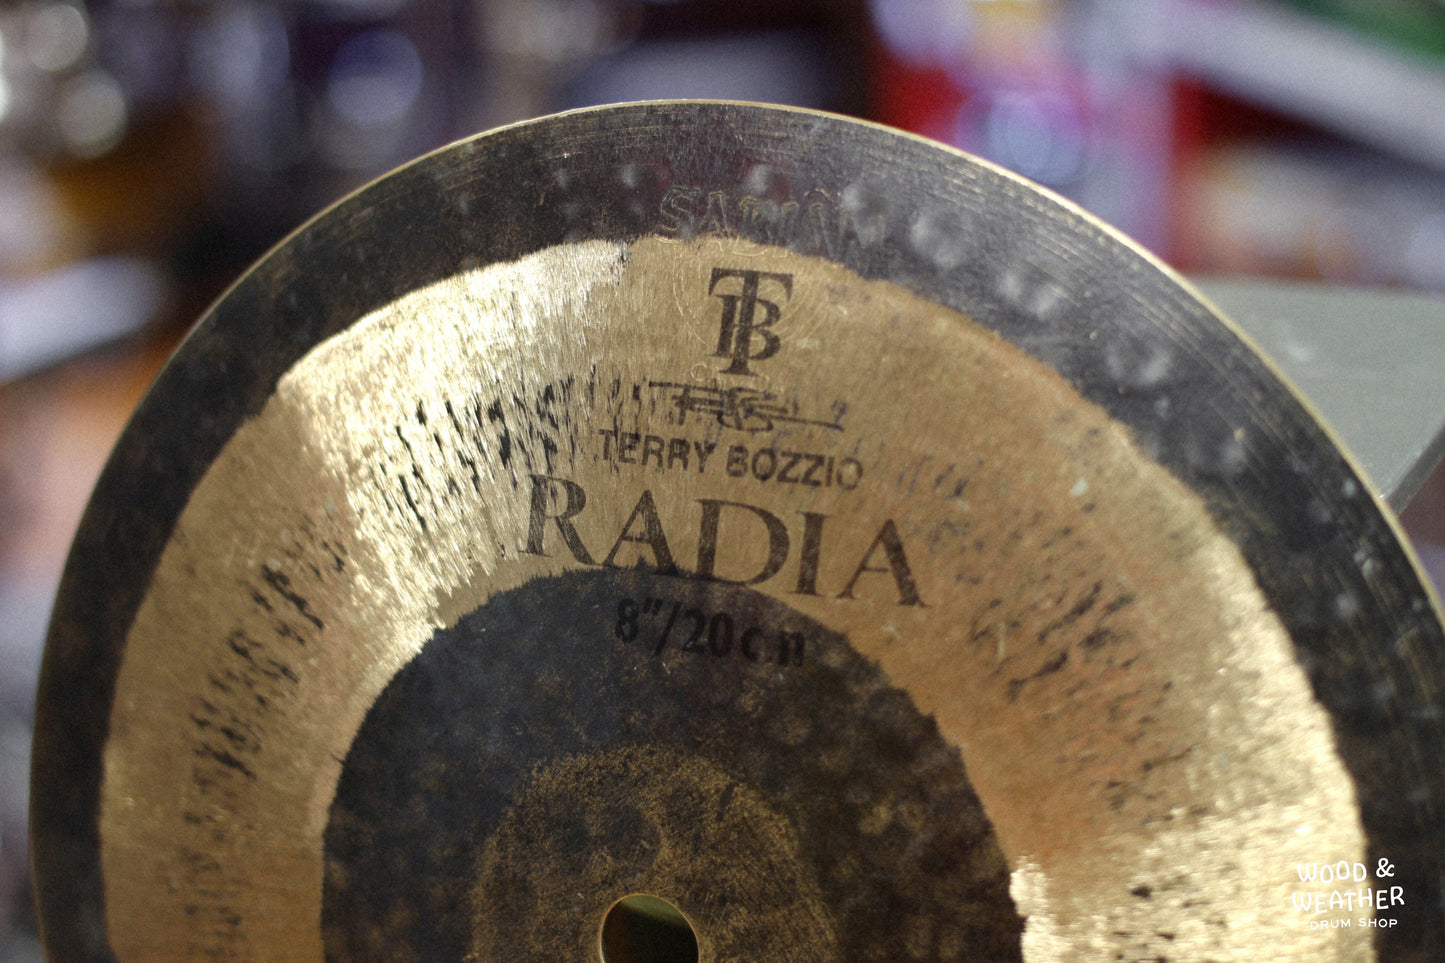 SABIAN
TB
TERRY BOZZIO
RADIA
8"/20cm
WOOD &
WEATHER
DRUM SHOP